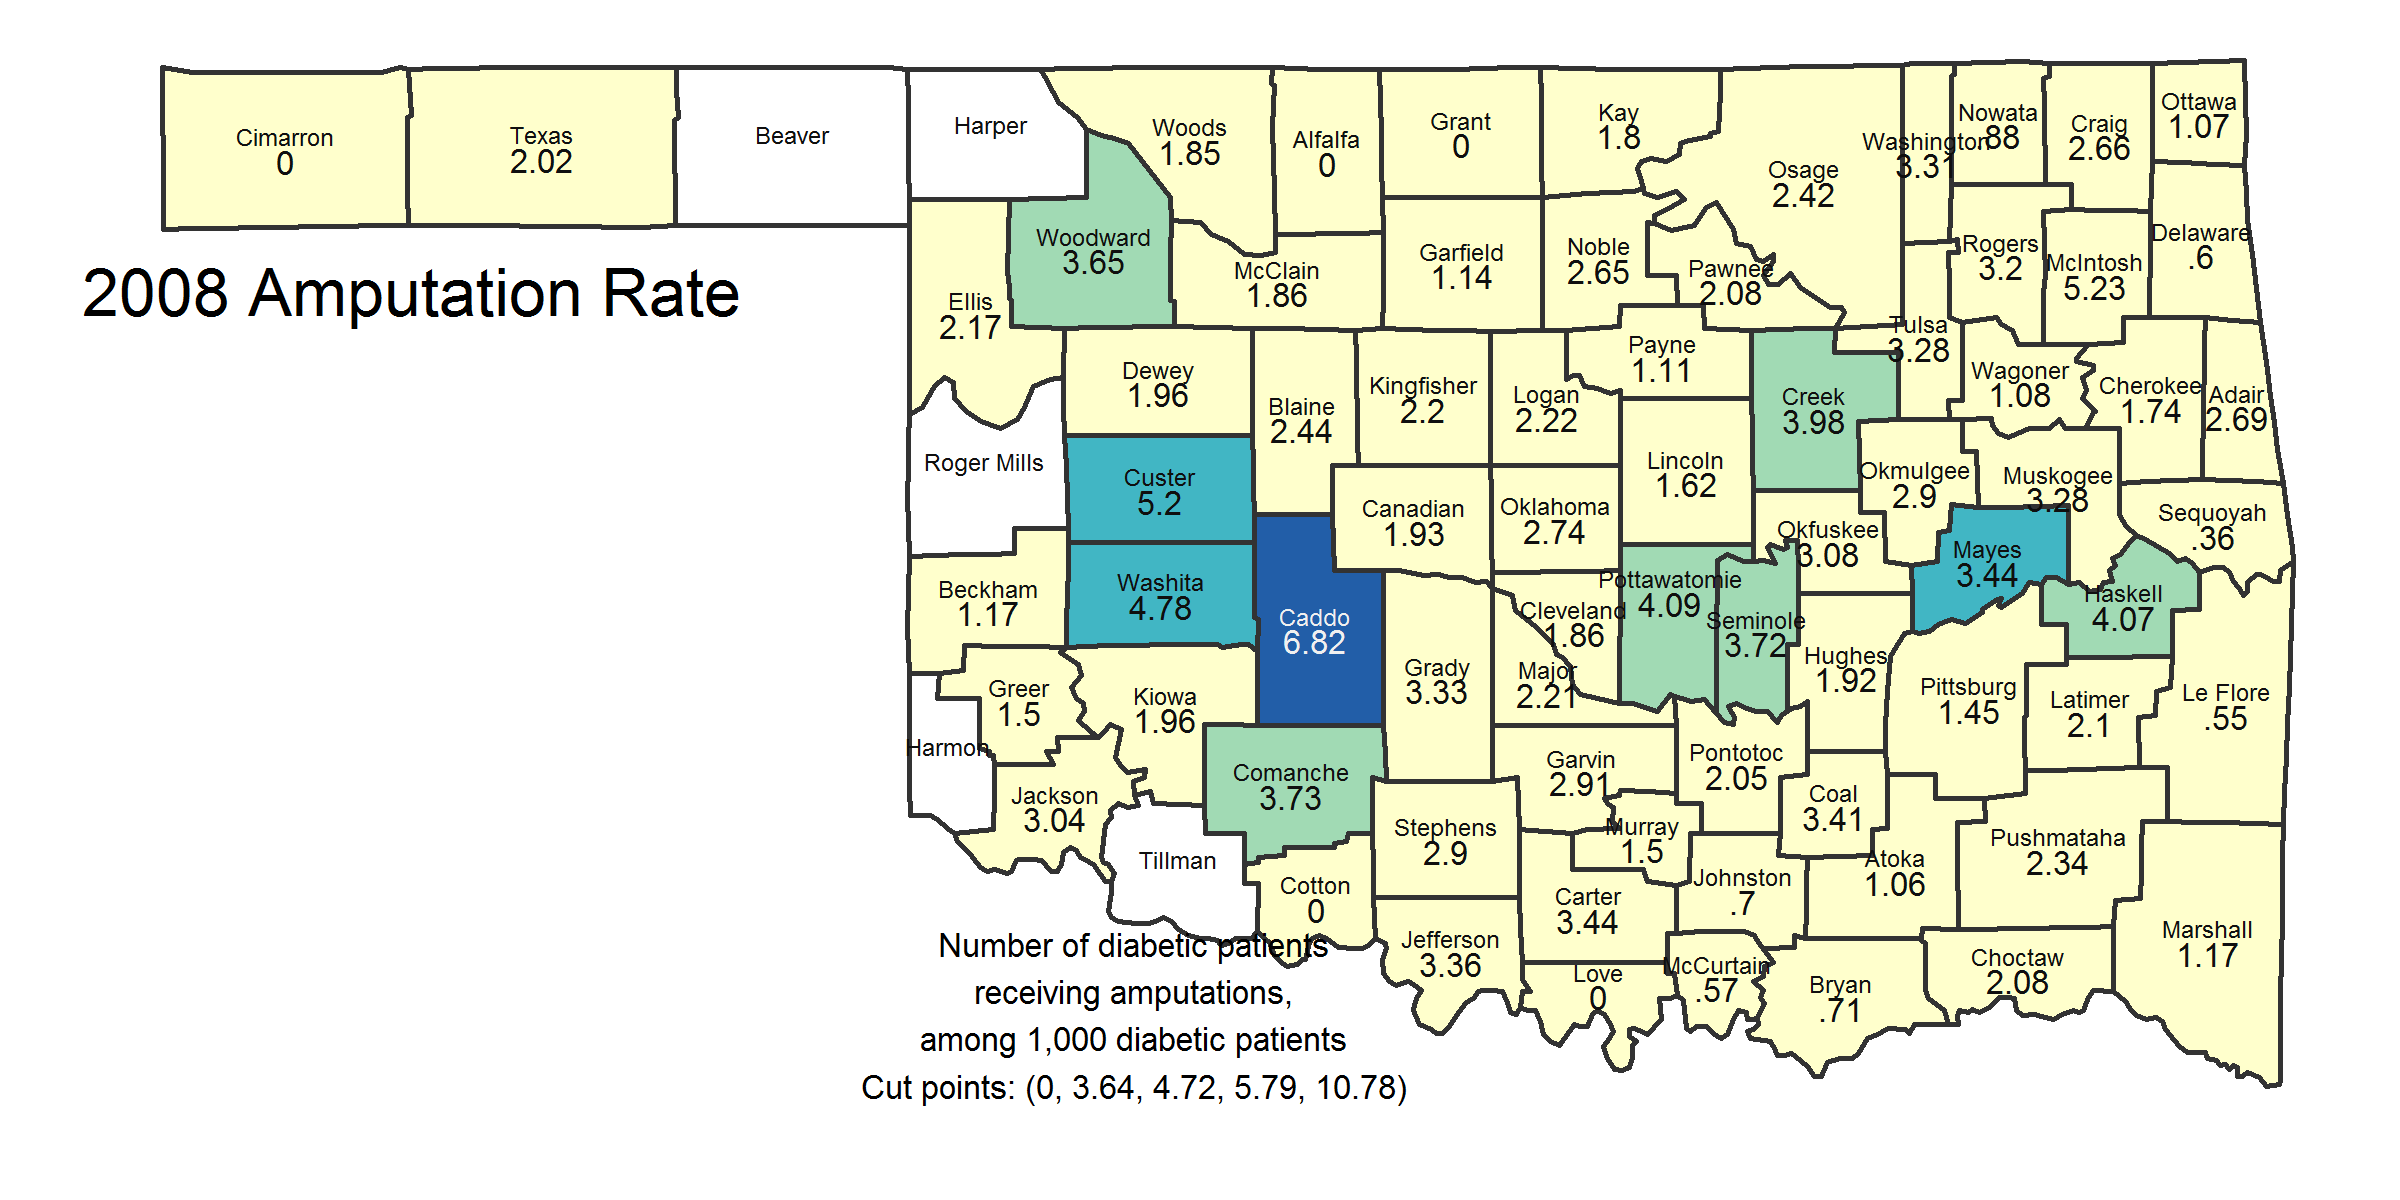 Cimarron
0
Texas
2.02
Beaver
Harper
Woods
1.85
Alfalfa
0
Grant
0
Kay
1.8
Osage
2.42
Washington
3.31
Nowata
.88
Craig
2.66
Ottawa
1.07
Woodward
3.65
McClain
1.86
Garfield
1.14
Noble
2.65
Pawnee
2.08
Rogers
3.2
McIntosh
5.23
Delaware
.6
2008 Amputation Rate
Ellis
2.17
Dewey
1.96
Blaine
2.44
Kingfisher
2.2
Logan
2.22
Payne
1.11
Creek
3.98
Tulsa
3.28
Wagoner
1.08
Cherokee
1.74
Adair
2.69
Roger Mills
Custer
5.2
Canadian
1.93
Oklahoma
2.74
Lincoln
1.62
Okmulgee
2.9
Muskogee
3.28
Sequoyah
.36
Okfuskee
3.08
Mayes
3.44
Haskell
4.07
Beckham
1.17
Washita
4.78
Caddo
6.82
Cleveland
1.86
Pottawatomie
4.09
Seminole
3.72
Hughes
1.92
Greer
1.5
Kiowa
1.96
Grady
3.33
Major
2.21
Pittsburg
1.45
Latimer
2.1
Le Flore
.55
Harmon
Jackson
3.04
Comanche
3.73
Garvin
2.91
Pontotoc
2.05
Coal
3.41
Tillman
Stephens
2.9
Murray
1.5
Pushmataha
2.34
Atoka
1.06
Johnston
.7
Cotton
0
Carter
3.44
Marshall
1.17
Jefferson
3.36
Love
0
McCurtain
.57
Bryan
.71
Choctaw
2.08
Number of diabetic patients
receiving amputations,
among 1,000 diabetic patients
Cut points: (0, 3.64, 4.72, 5.79, 10.78)